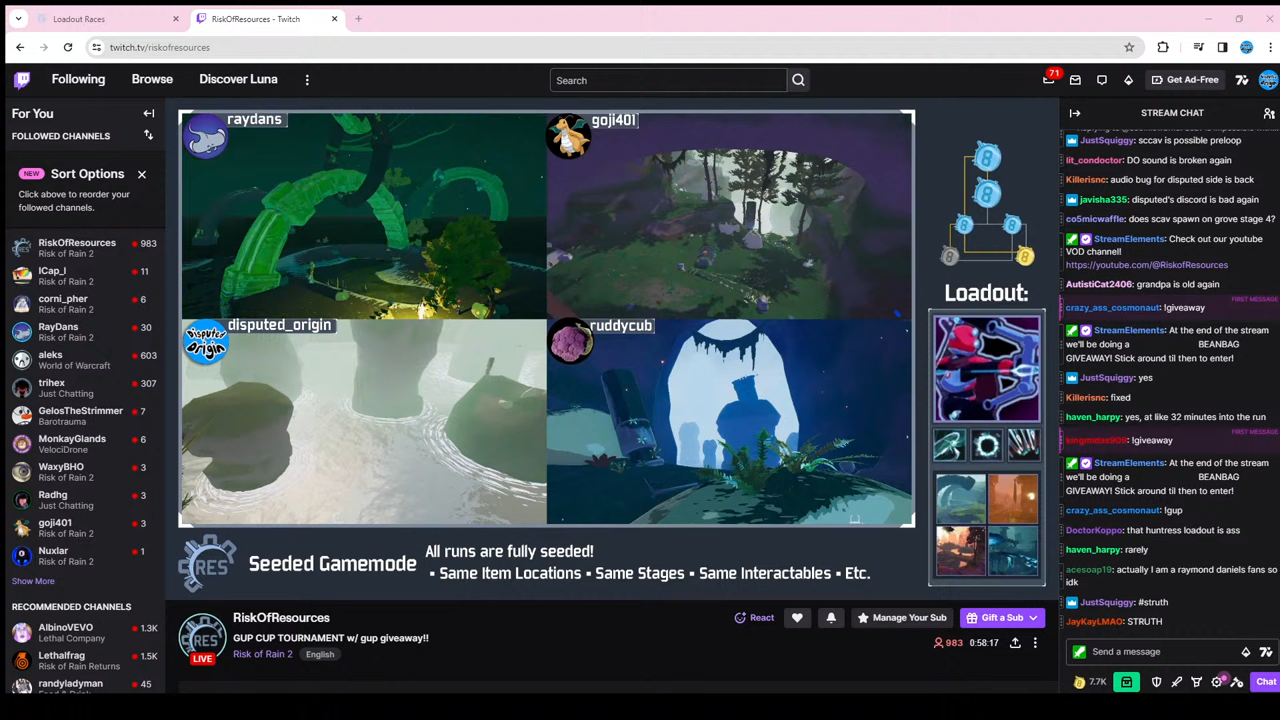 Loadout Races
RiskOfResources - Twitch
twitch.tv/riskofresources
Following
Browse
Discover Luna
Search
71
Get Ad-Free
For You
FOLLOWED CHANNELS
NEW
Sort Options
Click above to reorder your
followed channels.
RiskOfResources
983
Risk of Rain 2
ICap_I
11
Risk of Rain 2
corni_pher
6
Risk of Rain 2
RayDans
30
Risk of Rain 2
aleks
603
World of Warcraft
trihex
307
Just Chatting
GelosTheStrimmer
7
Barotrauma
MonkayGlands
6
VelociDrone
WaxyBHO
3
Risk of Rain 2
Radhg
3
Just Chatting
goji401
3
Risk of Rain 2
Nuxlar
1
Risk of Rain 2
Show More
RECOMMENDED CHANNELS
AlbinoVEVO
1.3K
Lethal Company
Lethalfrag
1.5K
Risk of Rain Returns
randyladyman
45
raydans
goji401
disputed_origin
Disputed
Origin
ruddycub
Loadout:
RES
Seeded Gamemode
All runs are fully seeded!
▪ Same Item Locations ▪ Same Stages ▪ Same Interactables ▪ Etc.
RES
LIVE
RiskOfResources
GUP CUP TOURNAMENT w/ gup giveaway!!
Risk of Rain 2
English
React
Manage Your Sub
Gift a Sub
983
0:58:17
STREAM CHAT
JustSquiggy: sccav is possible preloop
lit_condoctor: DO sound is broken again
Killerisnc: audio bug for disputed side is back
javisha335: disputed's discord is bad again
co5micwaffle: does scav spawn on grove stage 4?
StreamElements: Check out our youtube
VOD channel!
https://youtube.com/@RiskofResources
AutistiCat2406: grandpa is old again
FIRST MESSAGE
crazy_ass_cosmonaut: !giveaway
StreamElements: At the end of the stream
we'll be doing a BEANBAG
GIVEAWAY! Stick around til then to enter!
JustSquiggy: yes
Killerisnc: fixed
haven_harpy: yes, at like 32 minutes into the run
FIRST MESSAGE
kingmidas909: !giveaway
StreamElements: At the end of the stream
we'll be doing a BEANBAG
GIVEAWAY! Stick around til then to enter!
crazy_ass_cosmonaut: !gup
DoctorKoppo: that huntress loadout is ass
haven_harpy: rarely
acesoap19: actually I am a raymond daniels fans so
idk
JustSquiggy: #struth
JayKayLMAO: STRUTH
Send a message
7.7K
Chat